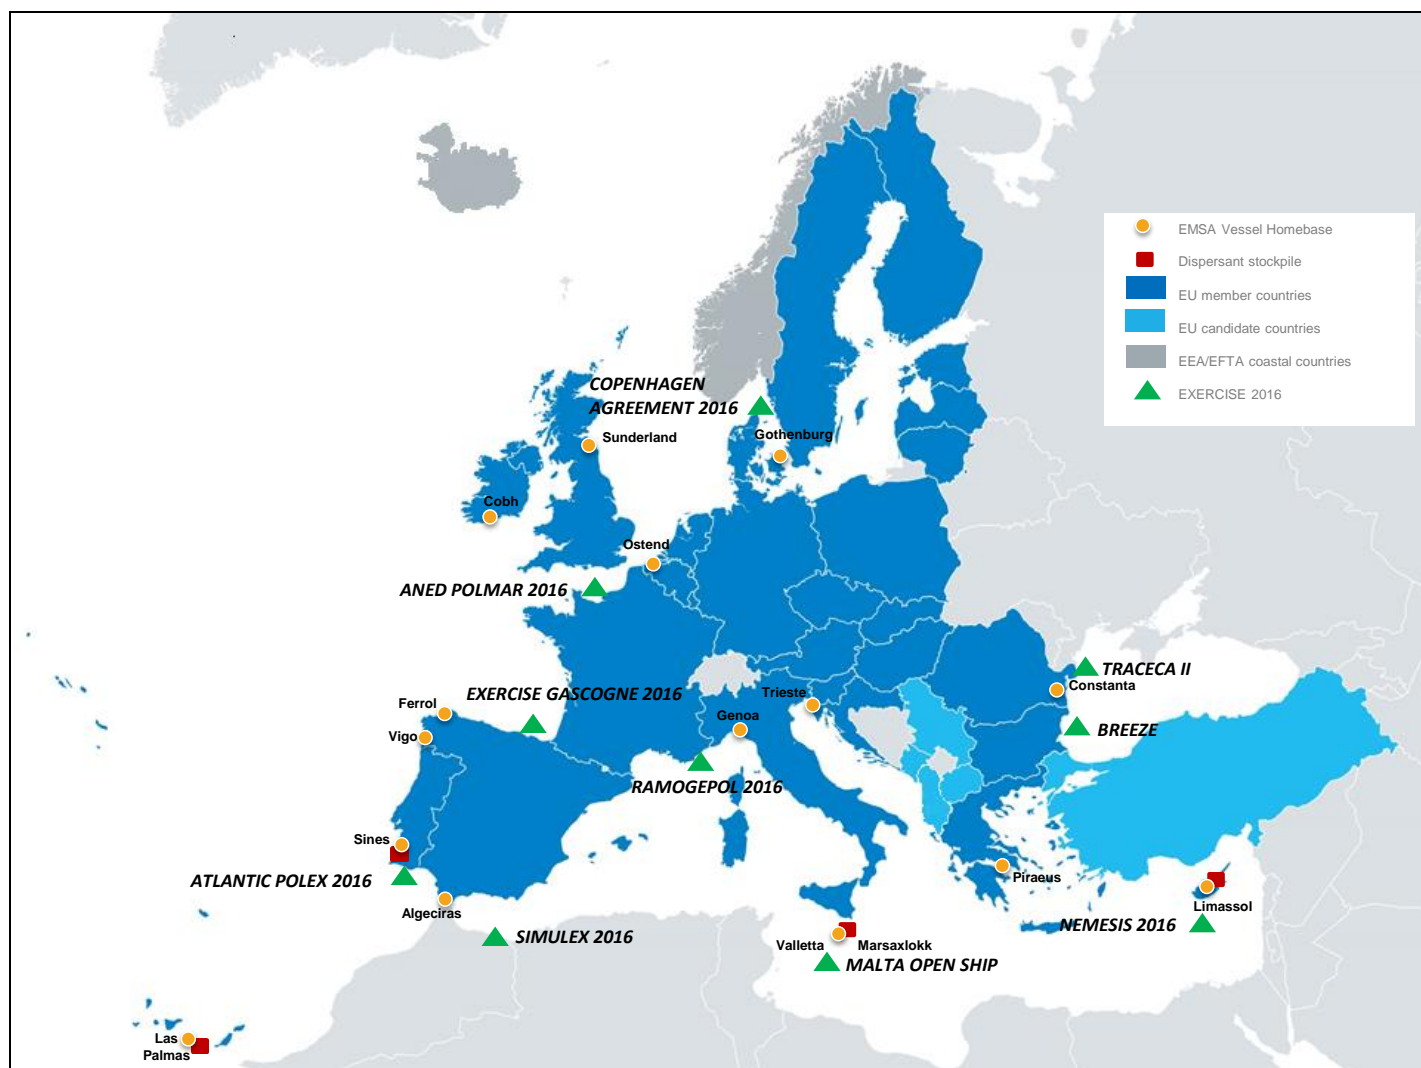 EMSA Vessel Homebase
Dispersant stockpile
EU member countries
EU candidate countries
EEA/EFTA coastal countries
EXERCISE 2016
COPENHAGEN
AGREEMENT 2016
Sunderland
Gothenburg
Cobh
Ostend
ANED POLMAR 2016
TRACECA II
Constanta
EXERCISE GASCOGNE 2016
Trieste
Ferrol
Genoa
Vigo
BREEZE
RAMOGEPOL 2016
Sines
Piraeus
ATLANTIC POLEX 2016
Algeciras
Limassol
NEMESIS 2016
SIMULEX 2016
Valletta
Marsaxlokk
MALTA OPEN SHIP
Las
Palmas